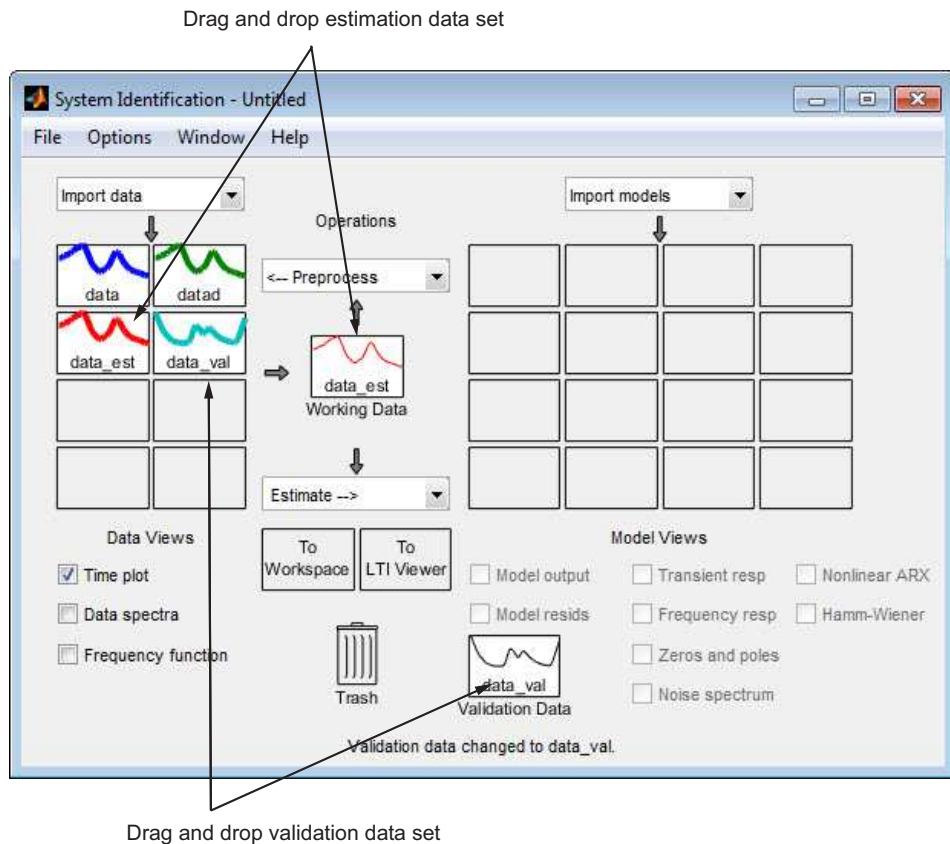 Drag and drop estimation data set
System Identification - Untitled
File Options Window Help
Import data
Import models
Operations
<-- Preprocess
data
datad
data_est
data_val
data_est
Working Data
Estimate -->
Data Views
To Workspace
To LTI Viewer
Model Views
Time plot
Data spectra
Frequency function
Model output
Transient resp
Nonlinear ARX
Model resids
Frequency resp
Hamm-Wiener
Zeros and poles
Noise spectrum
Trash
data_val
Validation Data
Validation data changed to data_val.
Drag and drop validation data set